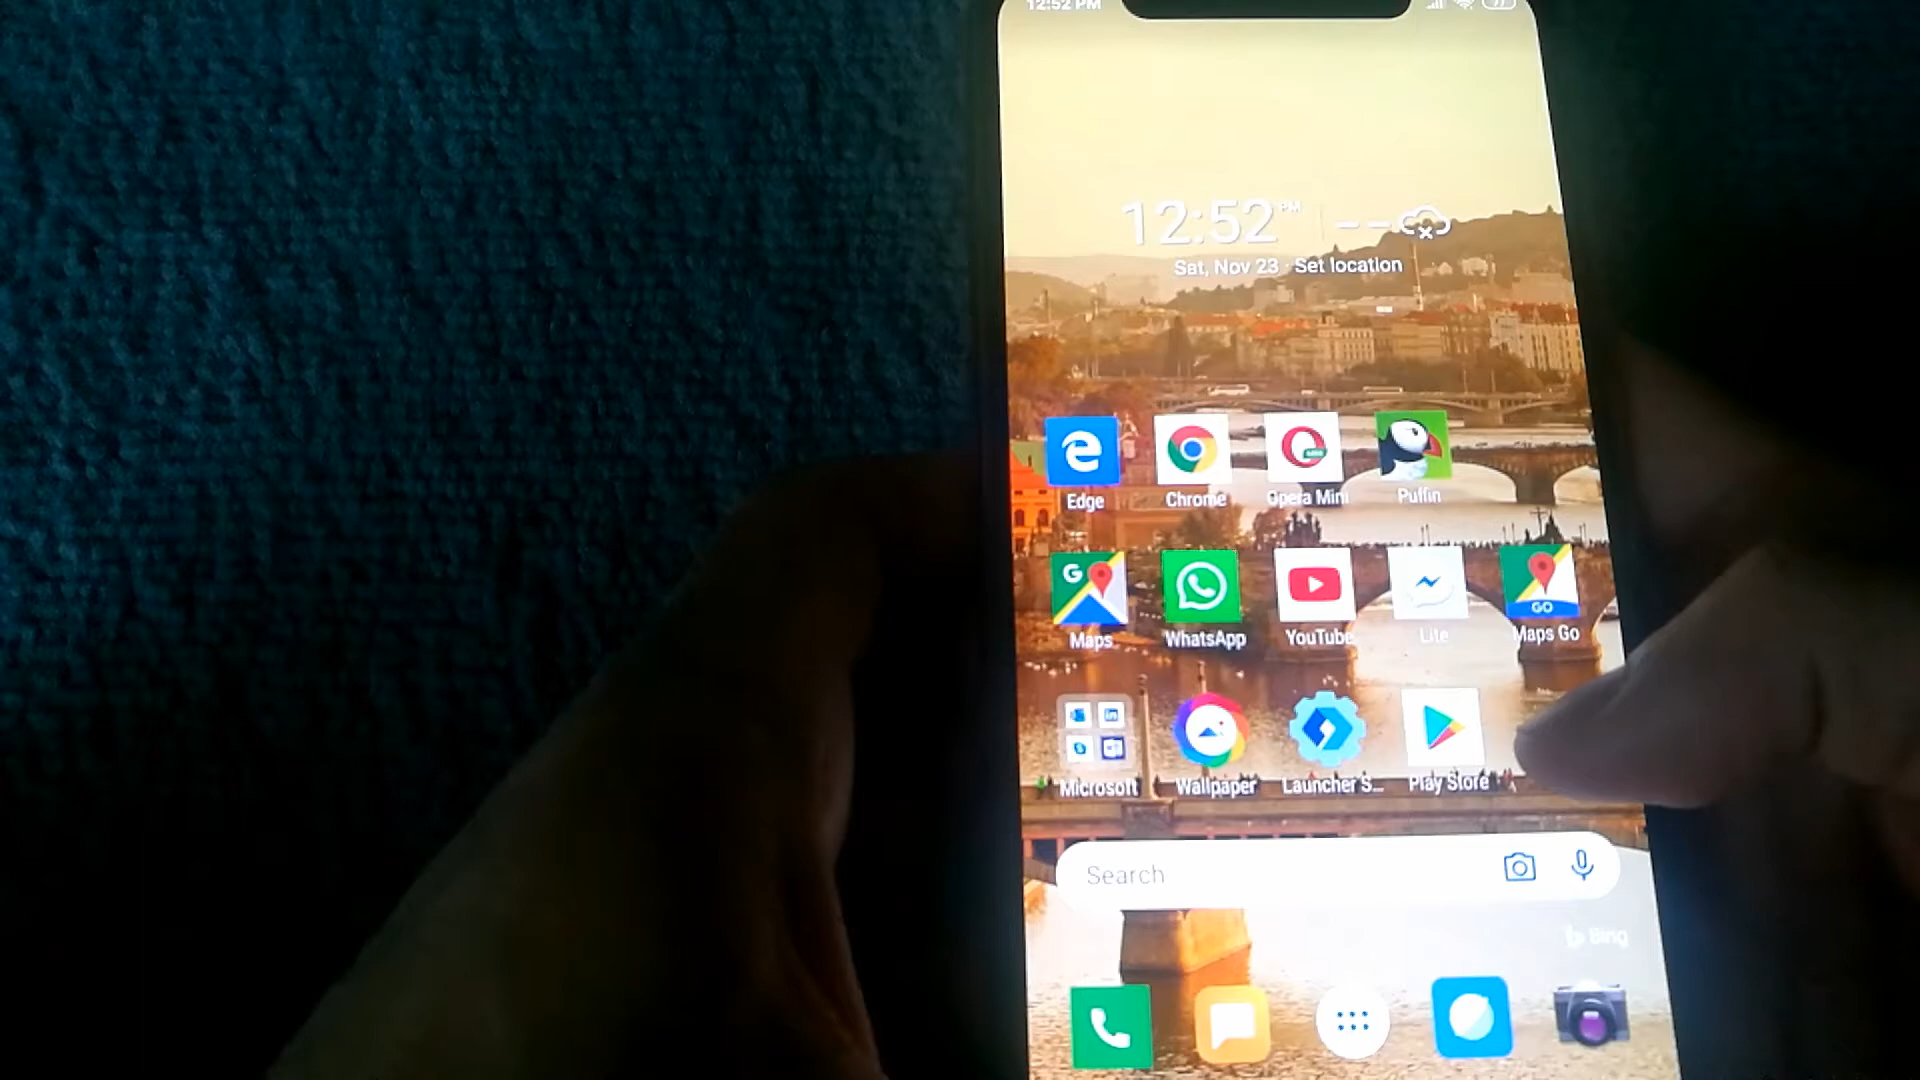 12:52 PM
12:52 PM
Sat, Nov 23 · Set location
Edge
Chrome
Opera Mini
Puffin
G
GO
Maps
WhatsApp
YouTube
Lite
Maps Go
Microsoft
Wallpaper
Launcher S...
Play Store
Search
Bing